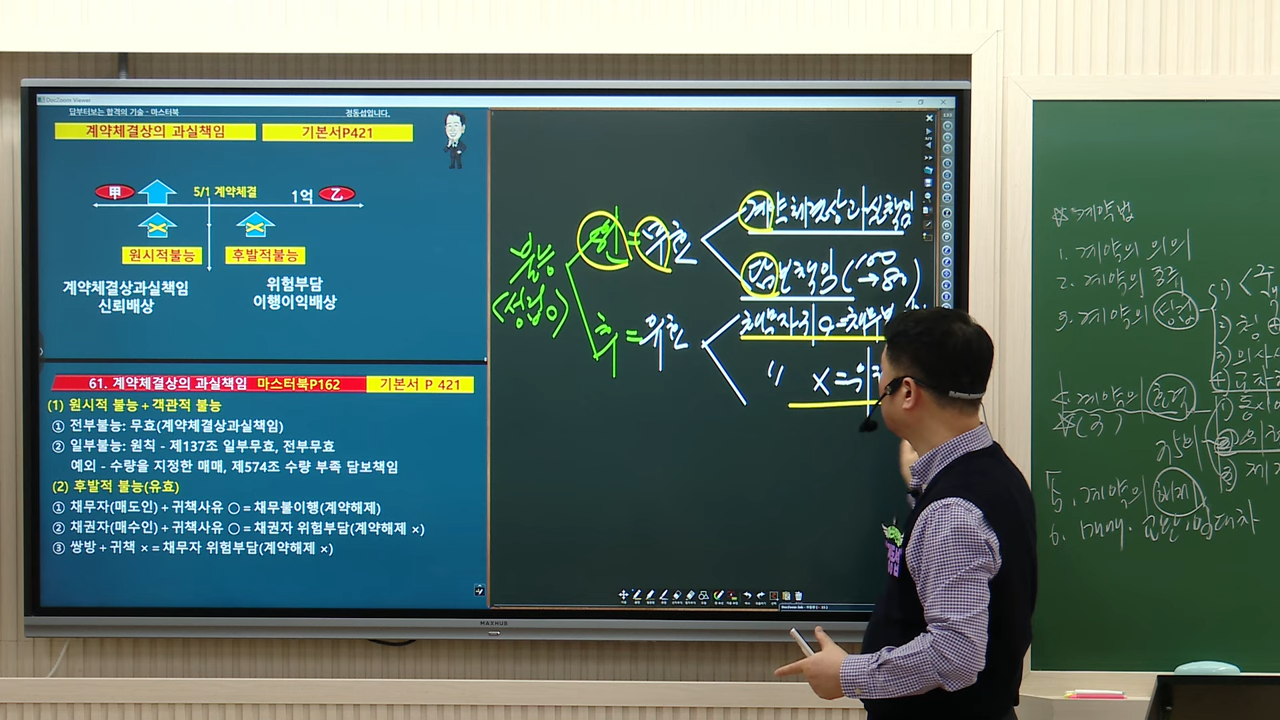 DocZoom Viewer
답부터보는 합격의 기술 - 마스터북
정동섭입니다.
계약체결상의 과실책임
기본서P421
甲
5/1 계약체결
1억
乙
원시적불능
후발적불능
계약체결상과실책임
신뢰배상
위험부담
이행이익배상
61. 계약체결상의 과실책임 마스터북P162
기본서 P 421
(1) 원시적 불능 + 객관적 불능
① 전부불능: 무효(계약체결상과실책임)
② 일부불능: 원칙 - 제137조 일부무효, 전부무효
예외 - 수량을 지정한 매매, 제574조 수량 부족 담보책임
(2) 후발적 불능(유효)
① 채무자(매도인) + 귀책사유 ○ = 채무불이행(계약해제)
② 채권자(매수인) + 귀책사유 ○ = 채권자 위험부담(계약해제 ×)
③ 쌍방 + 귀책 × = 채무자 위험부담(계약해제 ×)
불능
(성립 O)
원 = 무효
계약체결상과실책임
담보책임 (100 → 80)
후 = 유효
채무자귀 O = 채무
〃 X = 위
MAXHUB
계약법
1. 계약의 의의
2. 계약의 종류
3. 계약의 성립
4. 계약의 효력
5. 계약의 해제
6. 매매. 교환. 임대차